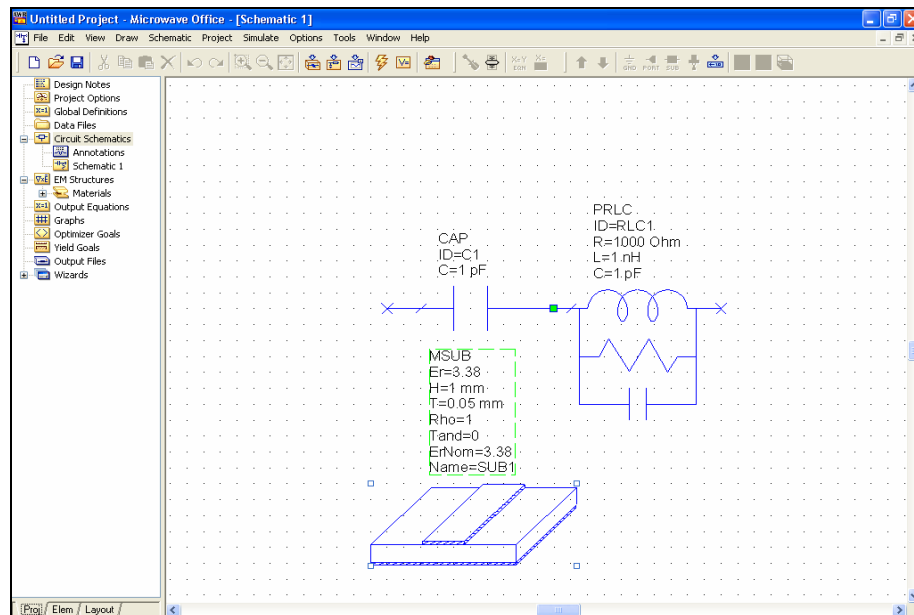 Untitled Project - Microwave Office - [Schematic 1]
File Edit View Draw Schematic Project Simulate Options Tools Window Help
Design Notes
Project Options
Global Definitions
Data Files
Circuit Schematics
Annotations
Schematic 1
EM Structures
Materials
Output Equations
Graphs
Optimizer Goals
Yield Goals
Output Files
Wizards
CAP
ID=C1
C=1 pF
PRLC
ID=RLC1
R=1000 Ohm
L=1 nH
C=1 pF
MSUB
Er=3.38
H=1 mm
T=0.05 mm
Rho=1
Tand=0
ErNom=3.38
Name=SUB1
Proj Elem Layout